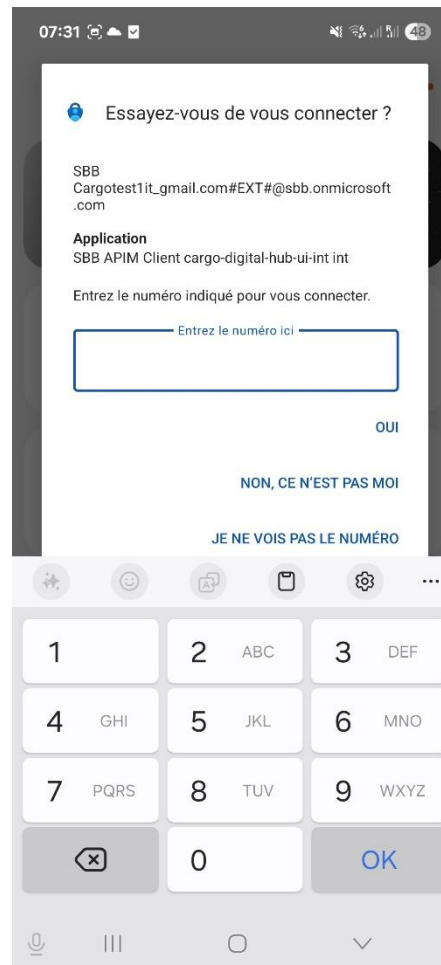 07:31
48
Essayez-vous de vous connecter ?
SBB
Cargotest1it_gmail.com#EXT#@sbb.onmicrosoft
.com
Application
SBB APIM Client cargo-digital-hub-ui-int int
Entrez le numéro indiqué pour vous connecter.
Entrez le numéro ici
OUI
NON, CE N'EST PAS MOI
JE NE VOIS PAS LE NUMÉRO
1 2 ABC 3 DEF
4 GHI 5 JKL 6 MNO
7 PQRS 8 TUV 9 WXYZ
0 OK